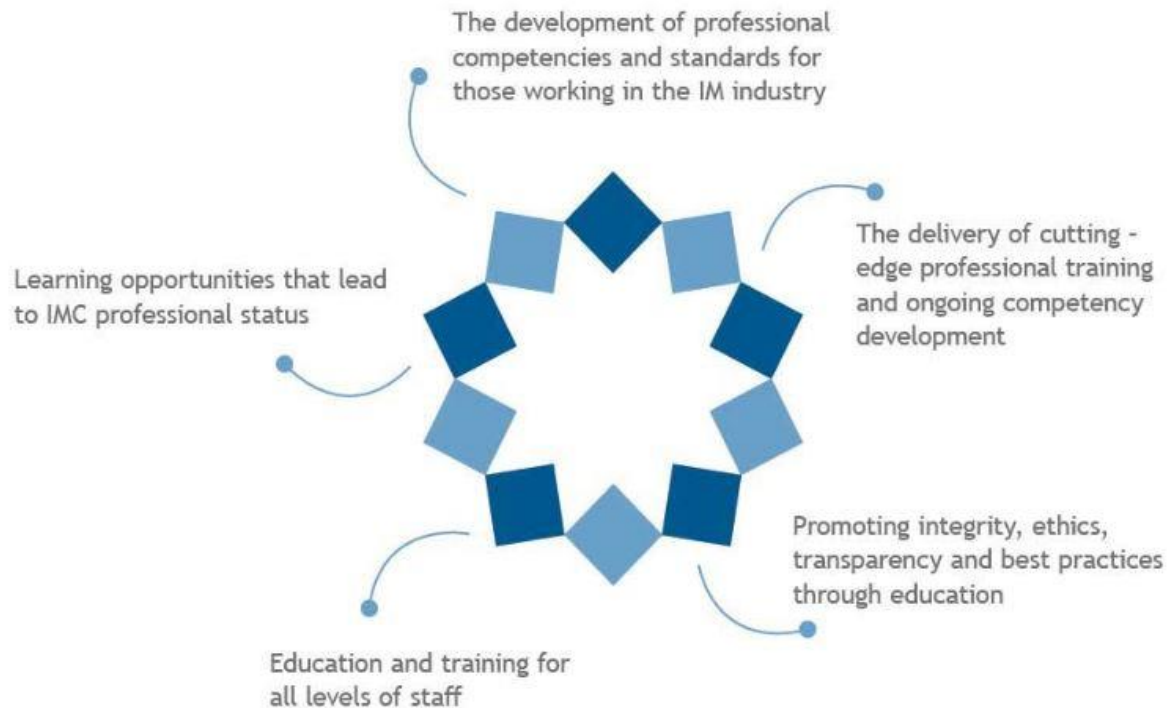 The development of professional
competencies and standards for
those working in the IM industry
The delivery of cutting -
edge professional training
and ongoing competency
development
Learning opportunities that lead
to IMC professional status
Promoting integrity, ethics,
transparency and best practices
through education
Education and training for
all levels of staff